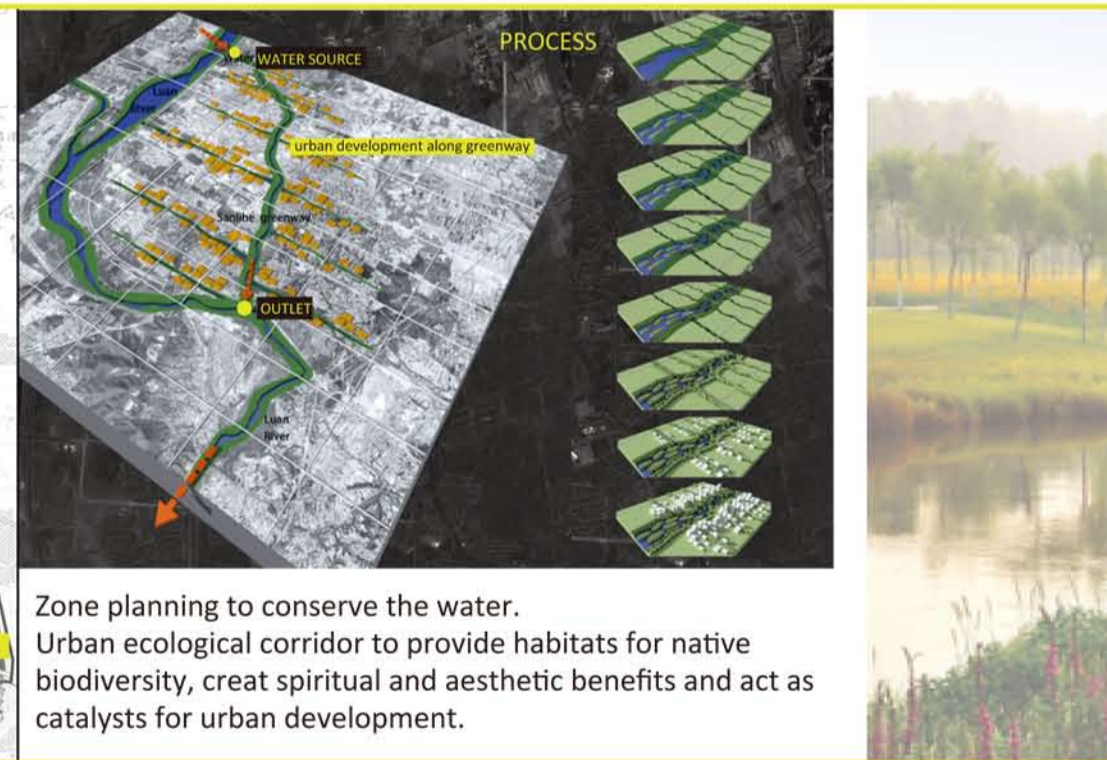 PROCESS
WATER SOURCE
Luan
River
urban development along greenway
Sanlihe greenway
OUTLET
Luan
River
Zone planning to conserve the water.
Urban ecological corridor to provide habitats for native
biodiversity, creat spiritual and aesthetic benefits and act as
catalysts for urban development.